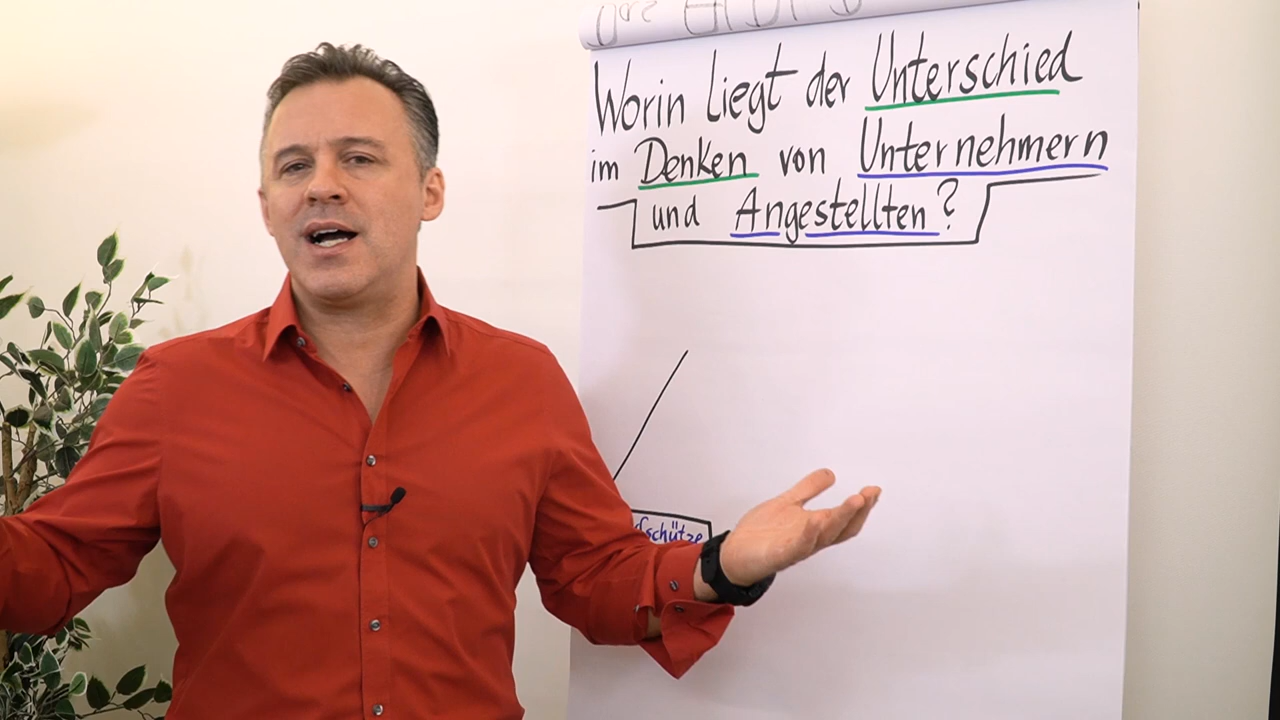 Worin liegt der Unterschied
im Denken von Unternehmern
und Angestellten?